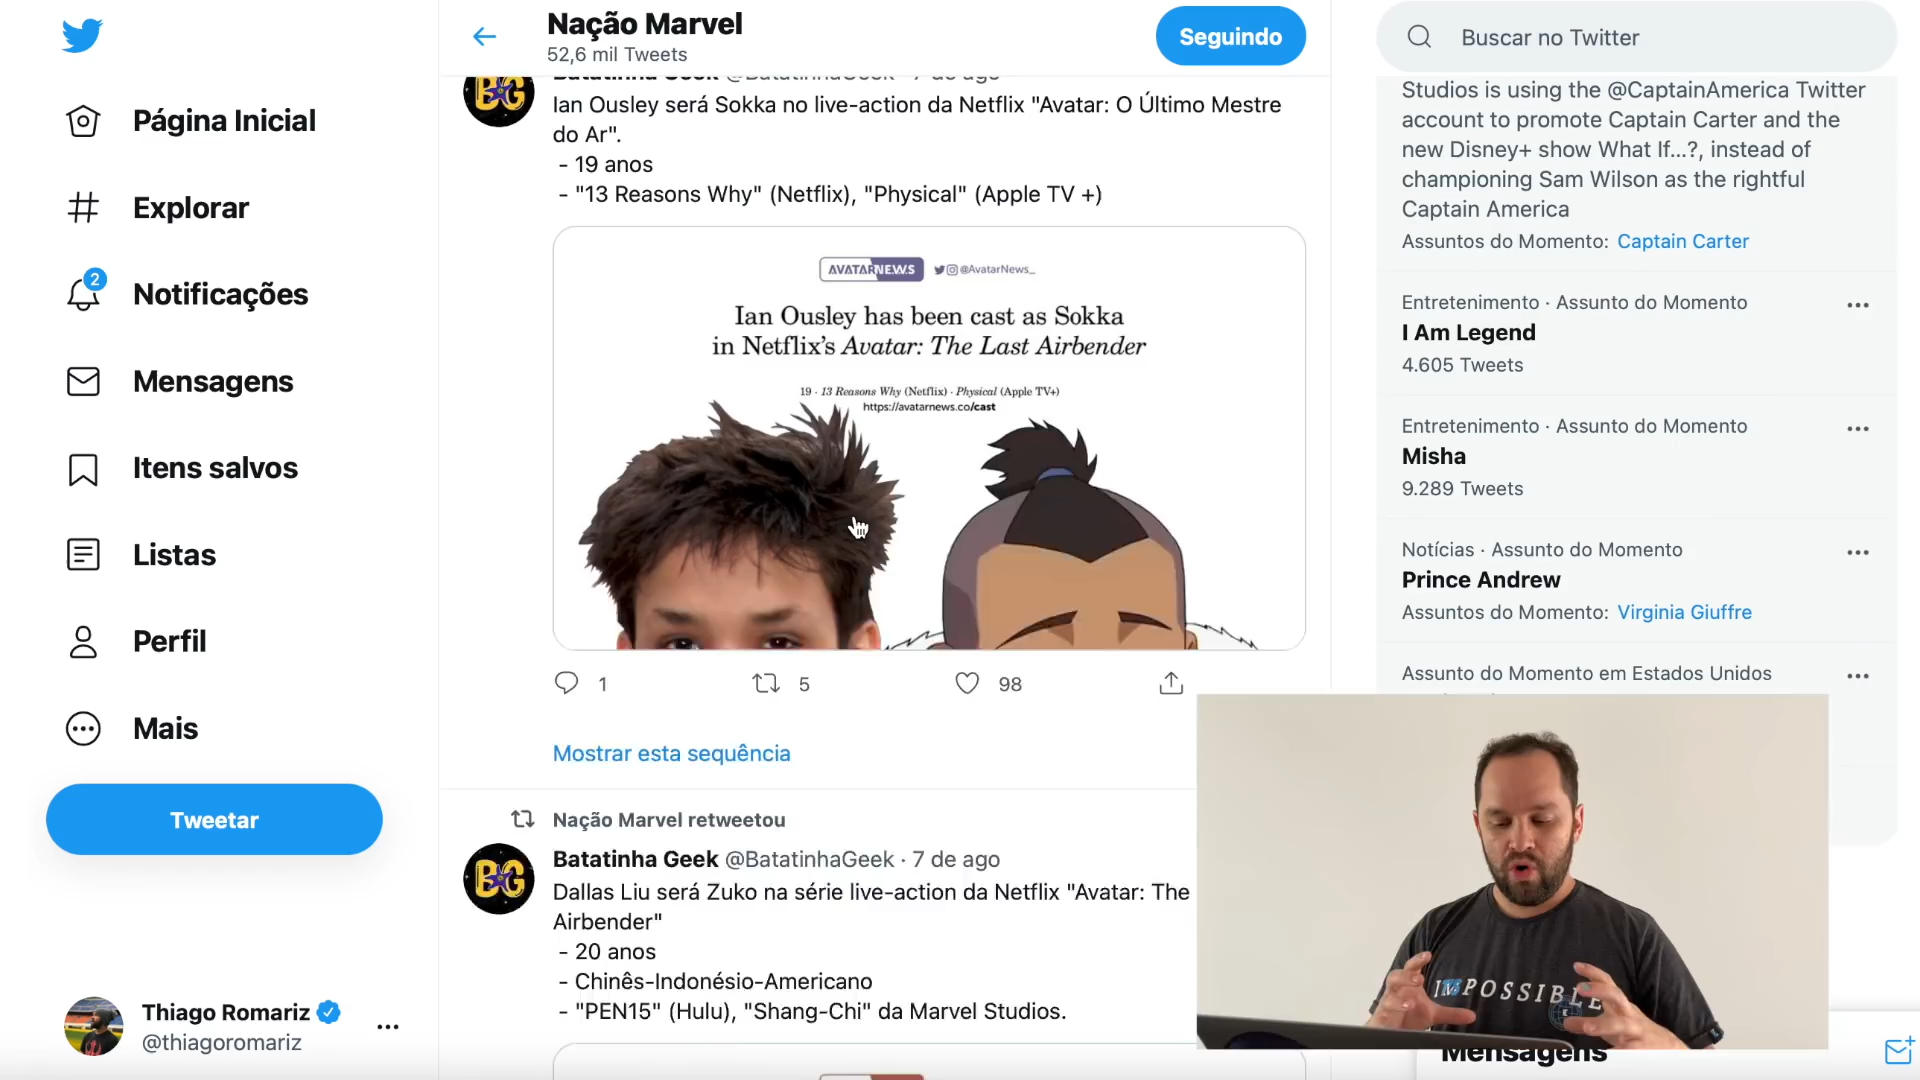 Página Inicial
Explorar
2
Notificações
Mensagens
Itens salvos
Listas
Perfil
Mais
Tweetar
Thiago Romariz
@thiagoromariz
Nação Marvel
52,6 mil Tweets
Seguindo
Batatinha Geek @BatatinhaGeek · 7 de ago
Ian Ousley será Sokka no live-action da Netflix "Avatar: O Último Mestre
do Ar".
- 19 anos
- "13 Reasons Why" (Netflix), "Physical" (Apple TV +)
AVATARNEWS @AvatarNews_
Ian Ousley has been cast as Sokka
in Netflix's Avatar: The Last Airbender
19 · 13 Reasons Why (Netflix) · Physical (Apple TV+)
https://avatarnews.co/cast
1 5 98
Mostrar esta sequência
Nação Marvel retweetou
BG
Batatinha Geek @BatatinhaGeek · 7 de ago
Dallas Liu será Zuko na série live-action da Netflix "Avatar: The
Airbender"
- 20 anos
- Chinês-Indonésio-Americano
- "PEN15" (Hulu), "Shang-Chi" da Marvel Studios.
Buscar no Twitter
Studios is using the @CaptainAmerica Twitter
account to promote Captain Carter and the
new Disney+ show What If...?, instead of
championing Sam Wilson as the rightful
Captain America
Assuntos do Momento: Captain Carter
Entretenimento · Assunto do Momento
I Am Legend
4.605 Tweets
Entretenimento · Assunto do Momento
Misha
9.289 Tweets
Notícias · Assunto do Momento
Prince Andrew
Assuntos do Momento: Virginia Giuffre
Assunto do Momento em Estados Unidos
IMPOSSIBLE
Mensagens